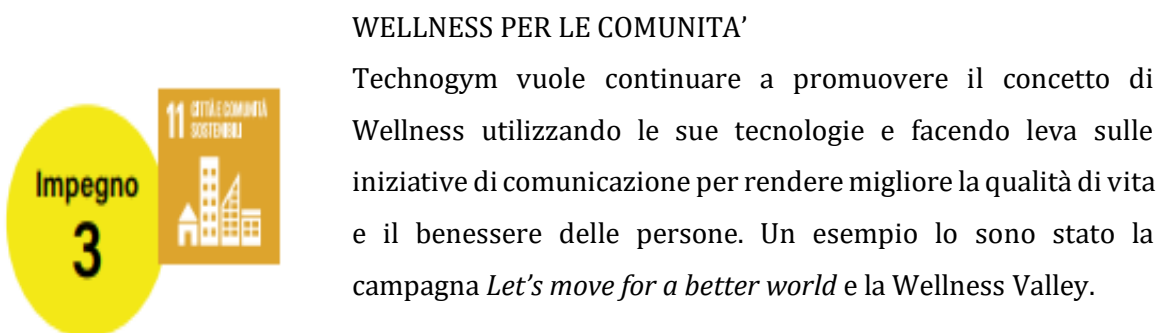 WELLNESS PER LE COMUNITA’
Technogym vuole continuare a promuovere il concetto di
Wellness utilizzando le sue tecnologie e facendo leva sulle
iniziative di comunicazione per rendere migliore la qualità di vita
e il benessere delle persone. Un esempio lo sono stato la
campagna Let’s move for a better world e la Wellness Valley.
11 CITTÀ E COMUNITÀ
SOSTENIBILI
Impegno
3